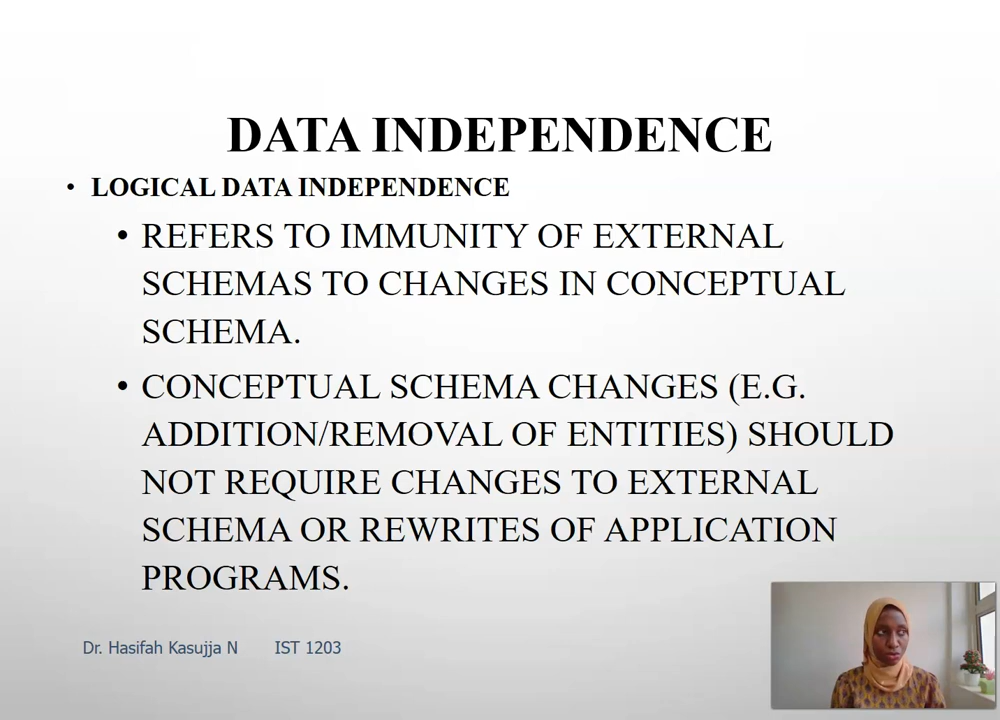 DATA INDEPENDENCE
• LOGICAL DATA INDEPENDENCE
• REFERS TO IMMUNITY OF EXTERNAL
SCHEMAS TO CHANGES IN CONCEPTUAL
SCHEMA.
• CONCEPTUAL SCHEMA CHANGES (E.G.
ADDITION/REMOVAL OF ENTITIES) SHOULD
NOT REQUIRE CHANGES TO EXTERNAL
SCHEMA OR REWRITES OF APPLICATION
PROGRAMS.
Dr. Hasifah Kasujja N IST 1203